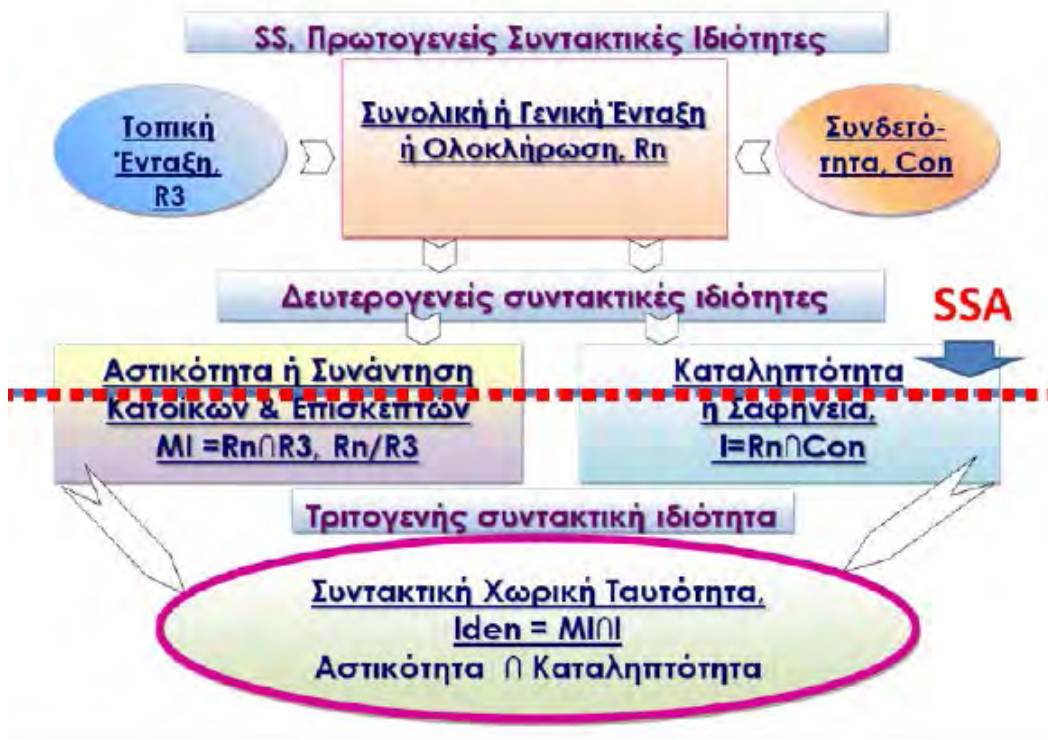 SS, Πρωτογενείς Συντακτικές Ιδιότητες
Τοπική
Ένταξη,
R3
Συνολική ή Γενική Ένταξη
ή Ολοκλήρωση, Rn
Συνδετό-
τητα, Con
Δευτερογενείς συντακτικές ιδιότητες
SSA
Αστικότητα ή Συνάντηση
Κατοίκων & Επισκεπτών
MI =Rn∩R3, Rn/R3
Καταληπτότητα
ή Σαφήνεια,
I=Rn∩Con
Τριτογενής συντακτική ιδιότητα
Συντακτική Χωρική Ταυτότητα,
Iden = MI∩I
Αστικότητα ∩ Καταληπτότητα